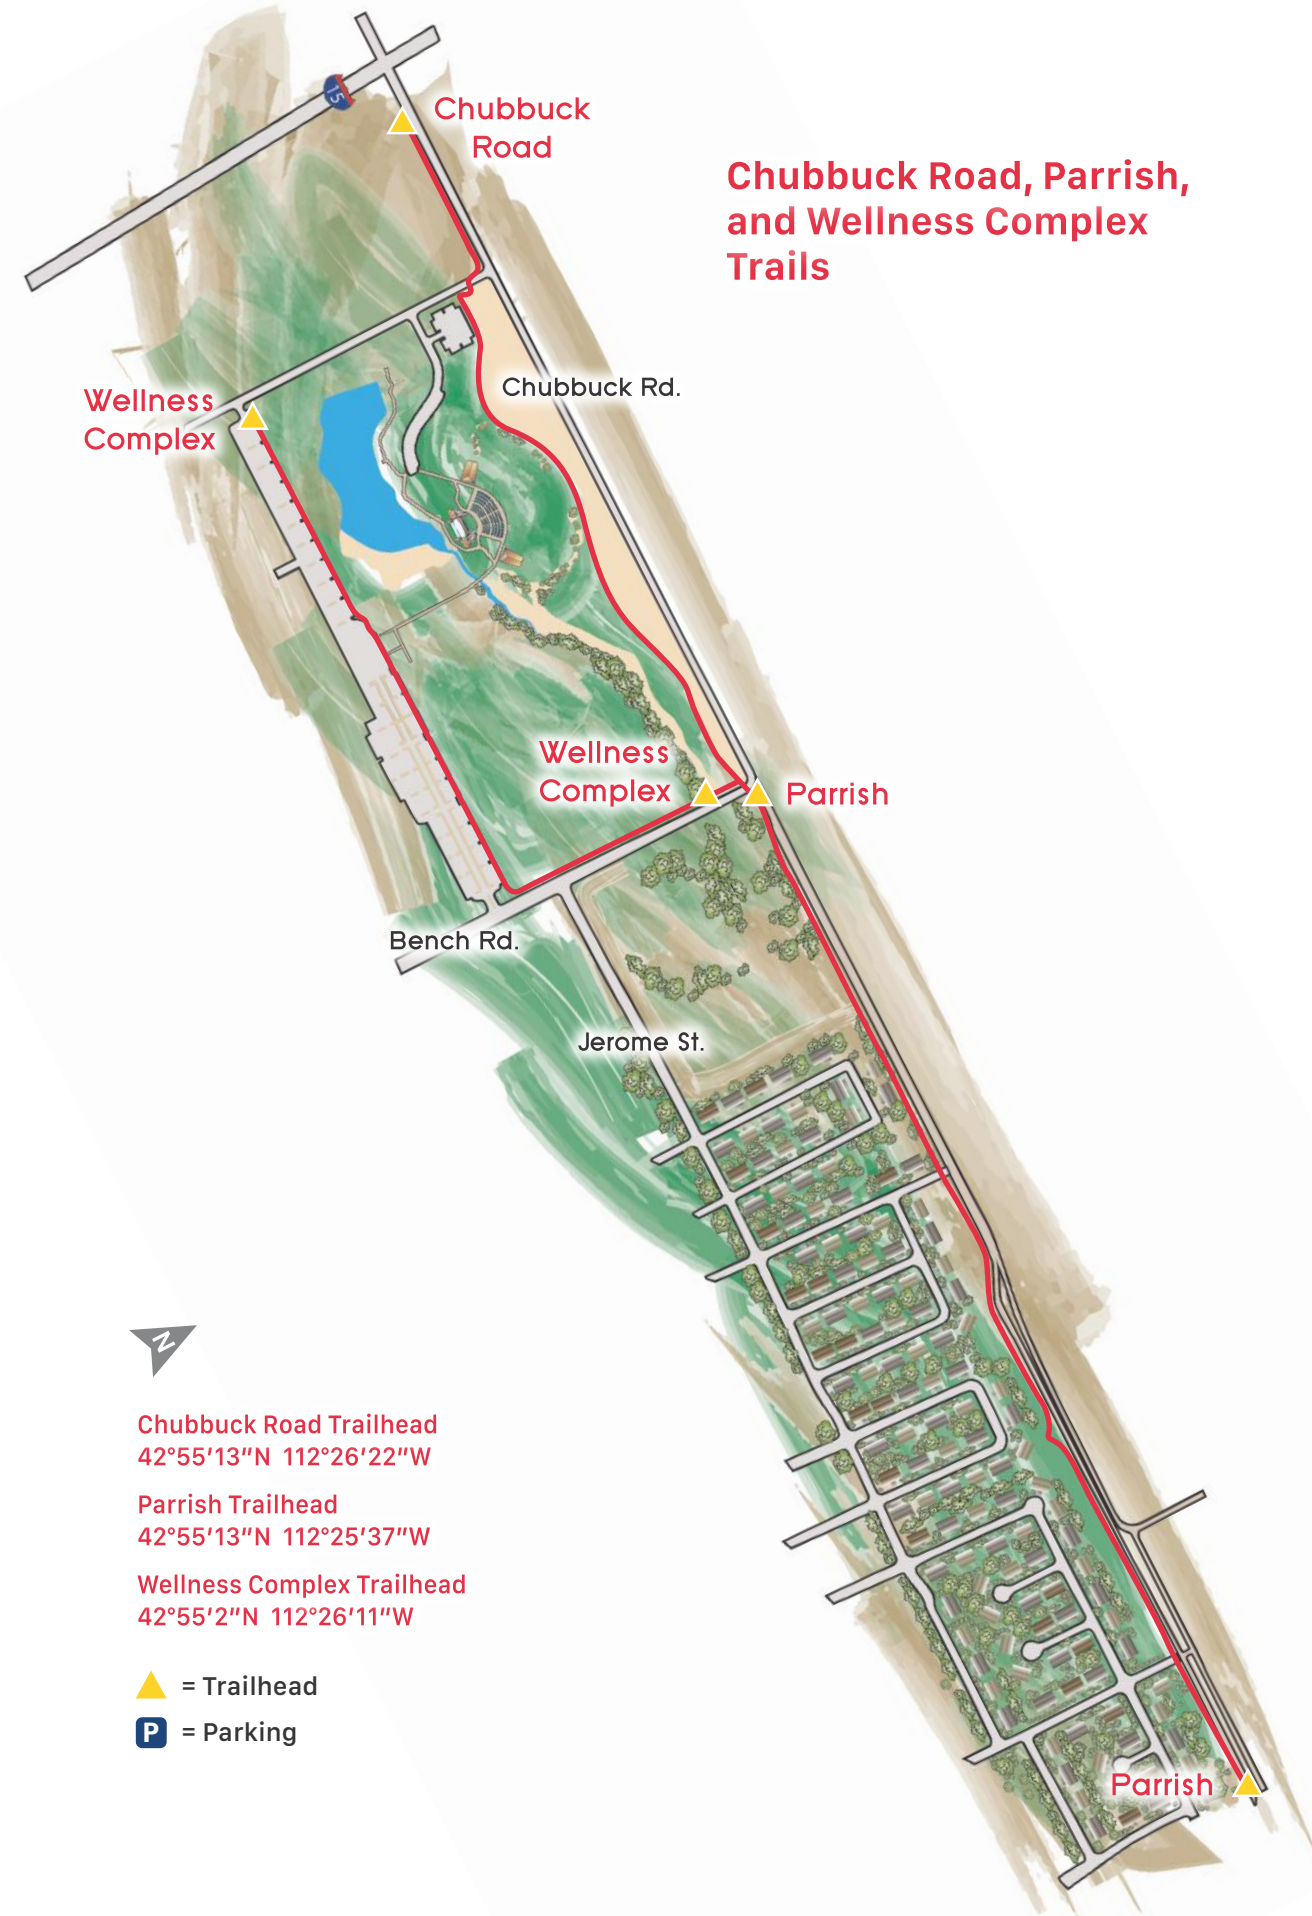 15
Chubbuck
Road
Chubbuck Road, Parrish,
and Wellness Complex
Trails
Chubbuck Rd.
Wellness
Complex
Wellness
Complex
Parrish
Bench Rd.
Jerome St.
N
Chubbuck Road Trailhead
42°55'13"N 112°26'22"W
Parrish Trailhead
42°55'13"N 112°25'37"W
Wellness Complex Trailhead
42°55'2"N 112°26'11"W
= Trailhead
P = Parking
Parrish